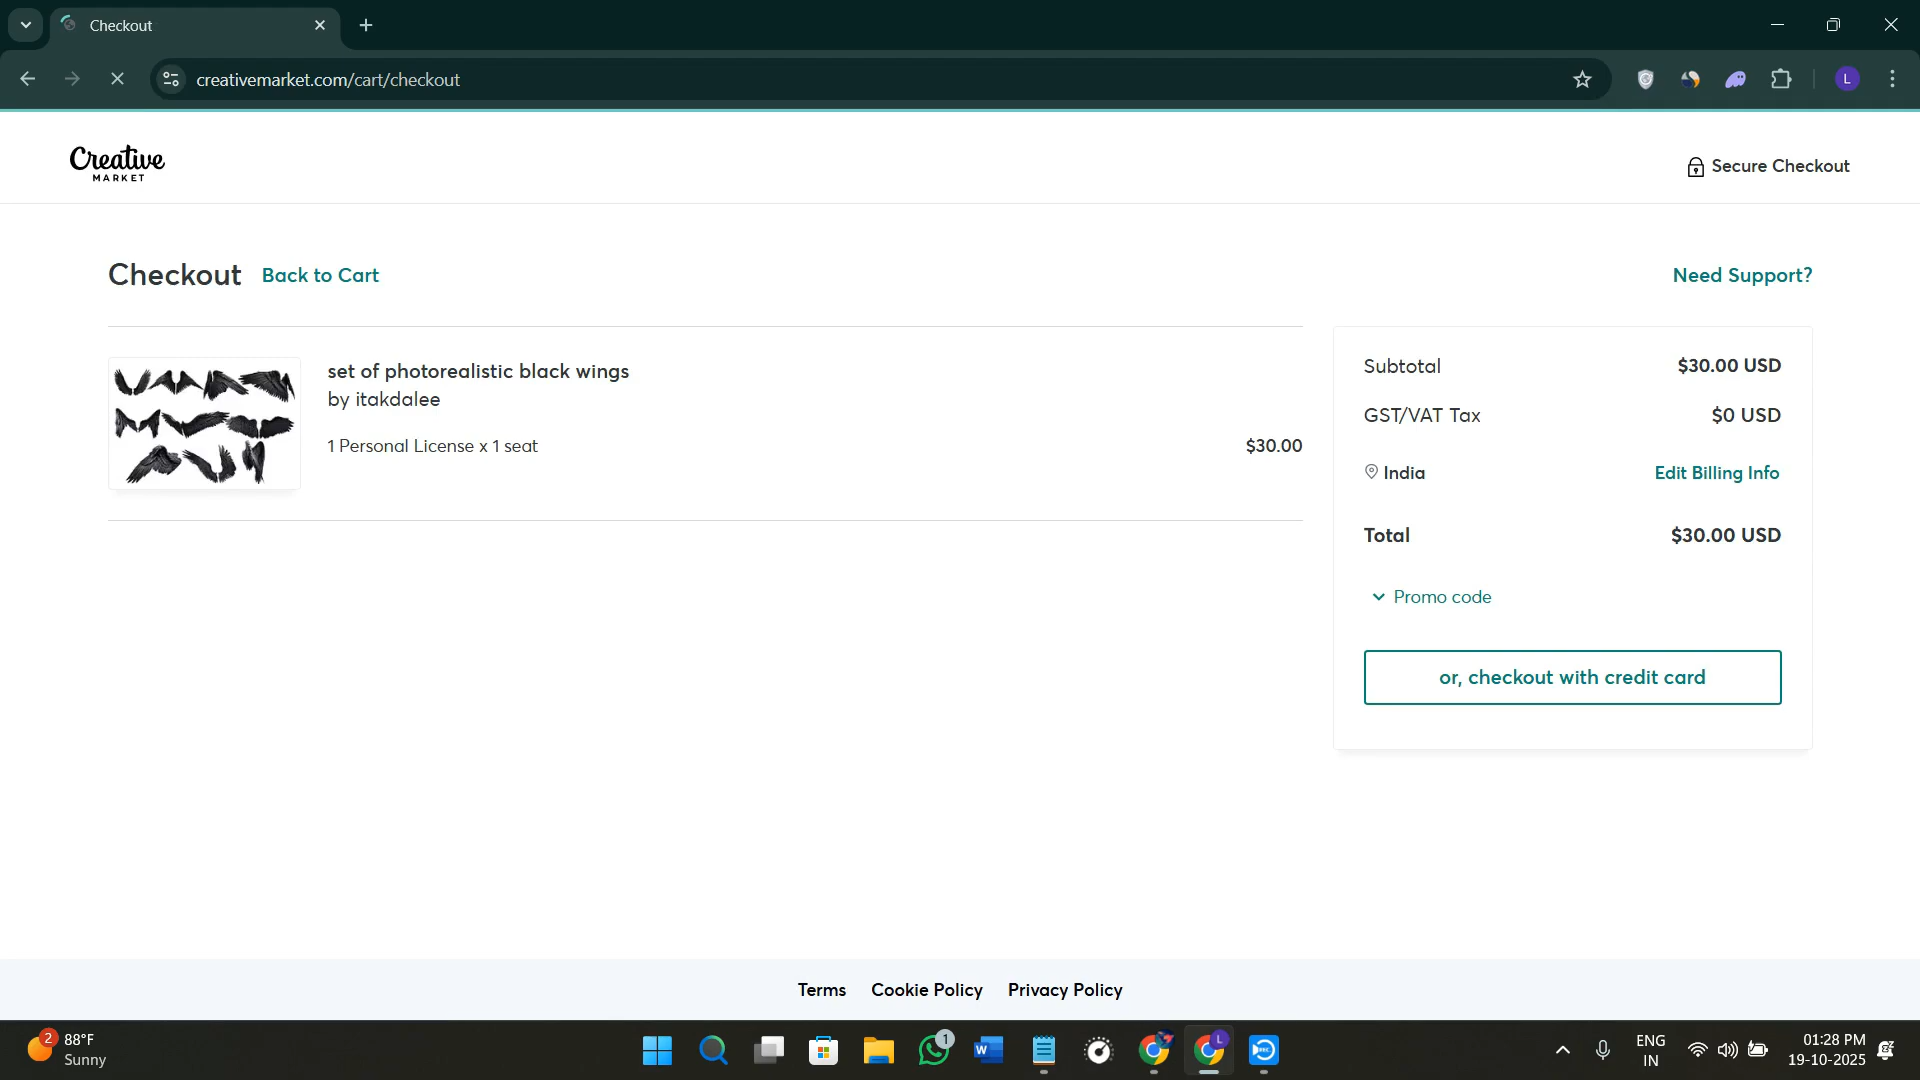 Checkout
creativemarket.com/cart/checkout
L
Creative
MARKET
Secure Checkout
Checkout Back to Cart
Need Support?
set of photorealistic black wings
by itakdalee
1 Personal License x 1 seat
$30.00
Subtotal $30.00 USD
GST/VAT Tax $0 USD
India Edit Billing Info
Total $30.00 USD
Promo code
or, checkout with credit card
Terms Cookie Policy Privacy Policy
2
88°F
Sunny
1
W
L
REC
ENG
IN
01:28 PM
19-10-2025